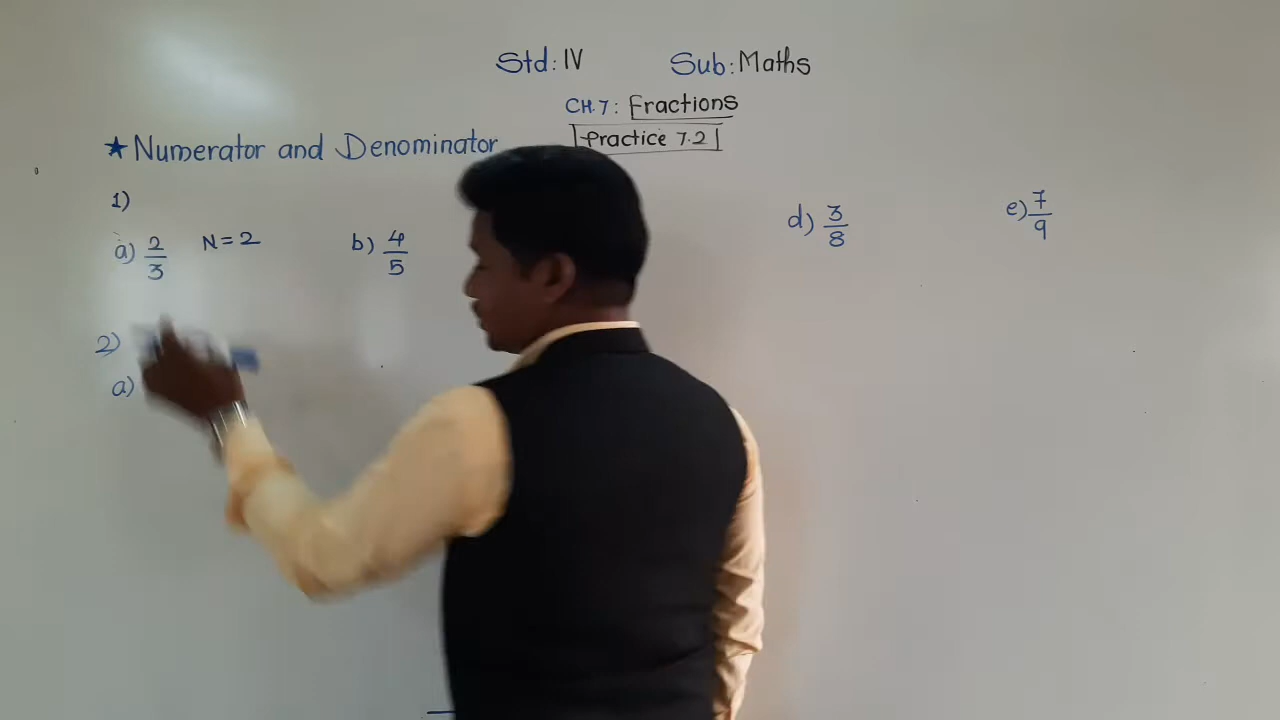 Std: IV Sub: Maths
CH.7: Fractions
Practice 7.2
★ Numerator and Denominator
1)
a) 2/3 N = 2 b) 4/5 d) 3/8 e) 7/9
2)
a)